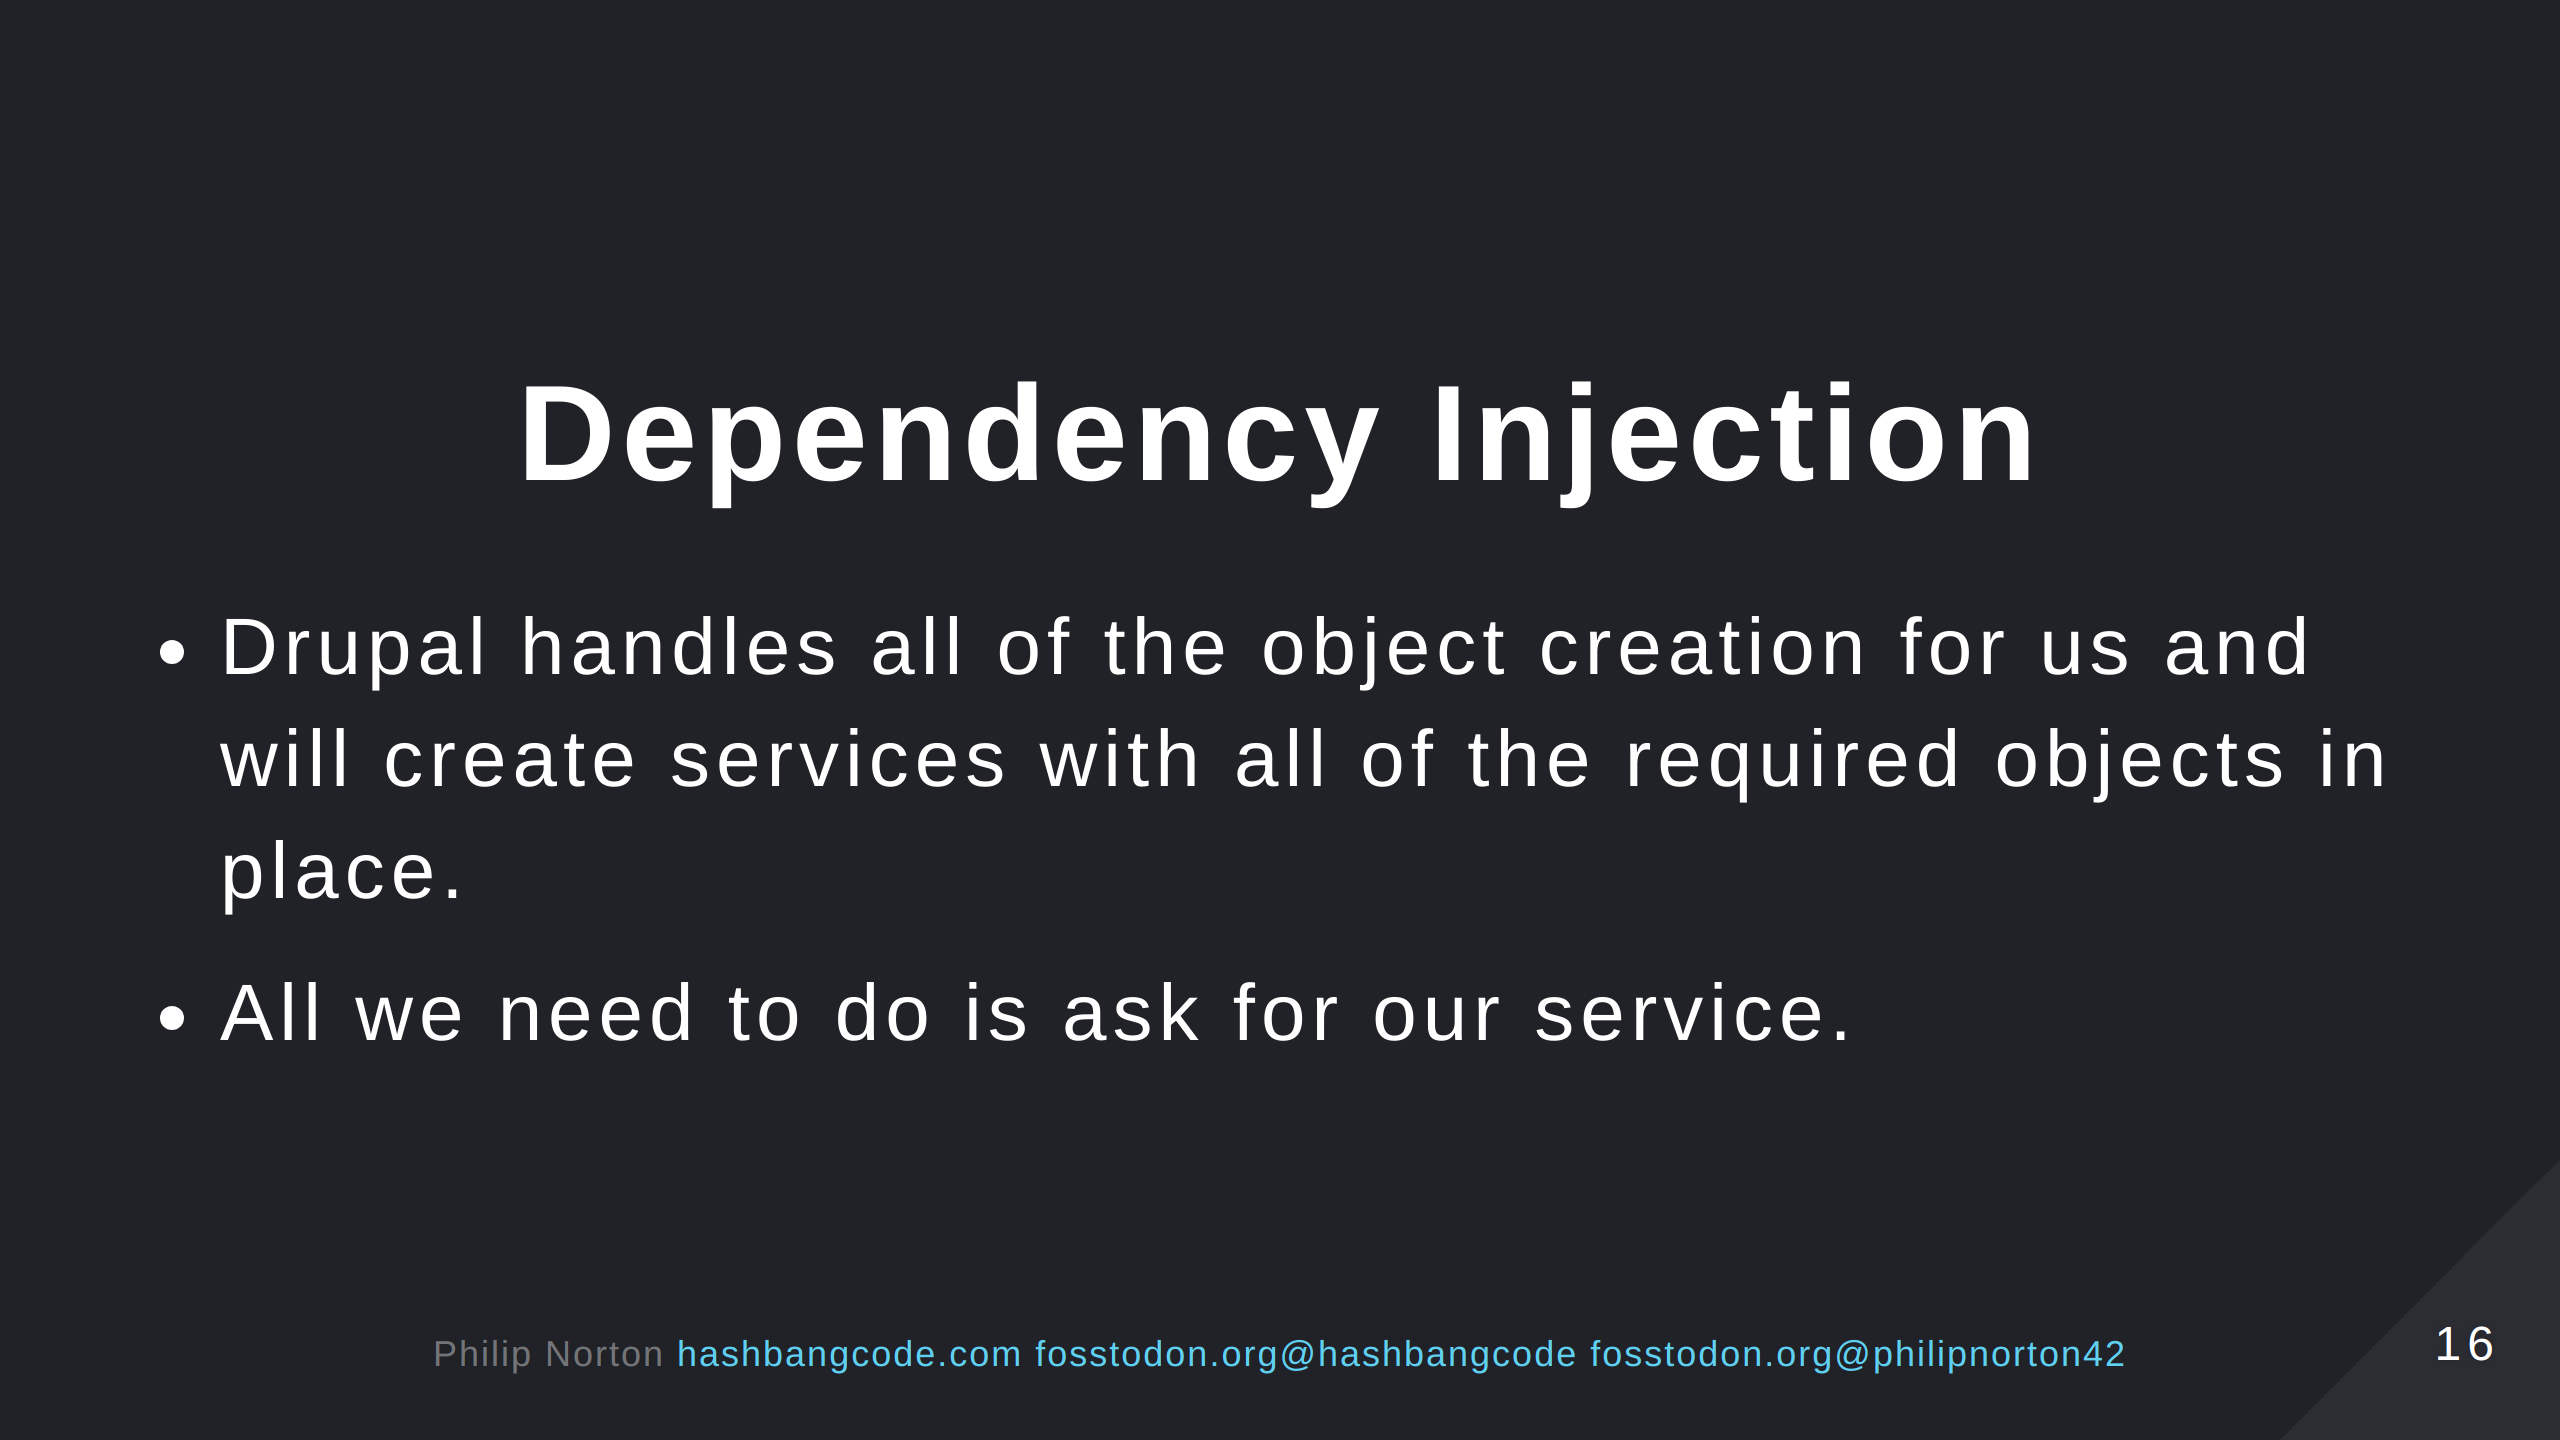 Dependency Injection
• Drupal handles all of the object creation for us and
will create services with all of the required objects in
place.
• All we need to do is ask for our service.
Philip Norton hashbangcode.com fosstodon.org@hashbangcode fosstodon.org@philipnorton42
16